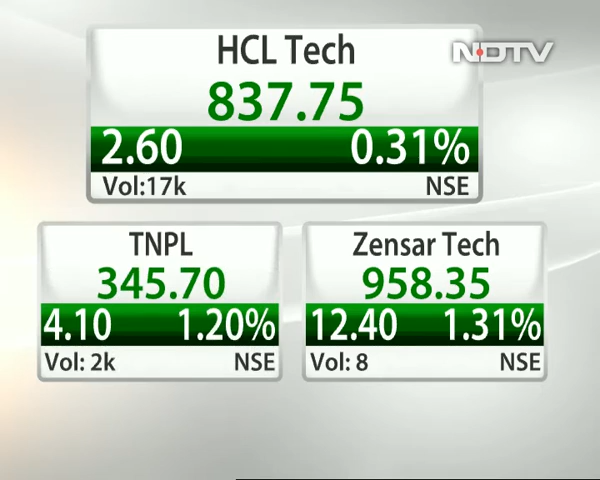 NDTV
HCL Tech
837.75
2.60 0.31%
Vol:17k NSE
TNPL
345.70
4.10 1.20%
Vol: 2k NSE
Zensar Tech
958.35
12.40 1.31%
Vol: 8 NSE